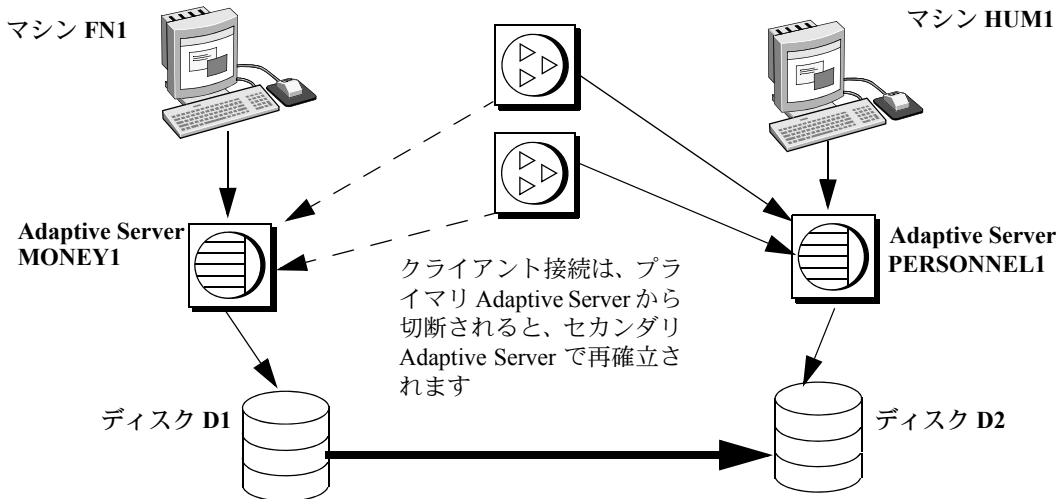 マシン FN1
マシン HUM1
Adaptive Server
MONEY1
Adaptive Server
PERSONNEL1
クライアント接続は、プラ
イマリ Adaptive Server から
切断されると、セカンダリ
Adaptive Server で再確立さ
れます
ディスク D1
ディスク D2